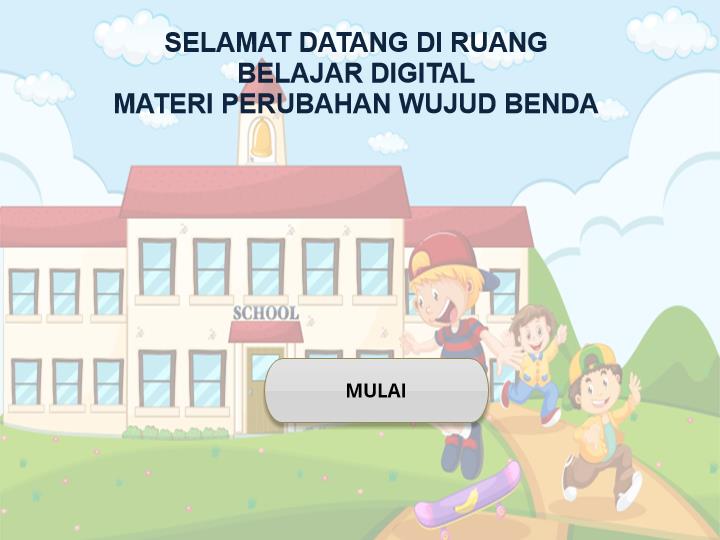 SELAMAT DATANG DI RUANG
BELAJAR DIGITAL
MATERI PERUBAHAN WUJUD BENDA
SCHOOL
MULAI